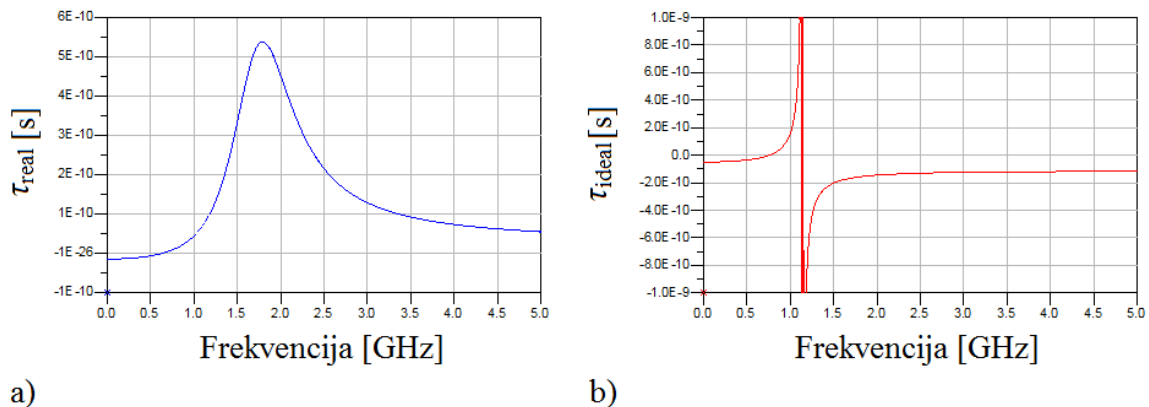 6E-10
5E-10
4E-10
3E-10
2E-10
1E-10
-1E-26
-1E-10
τreal [s]
0.0 0.5 1.0 1.5 2.0 2.5 3.0 3.5 4.0 4.5 5.0
Frekvencija [GHz]
a)
1.0E-9
8.0E-10
6.0E-10
4.0E-10
2.0E-10
0.0
-2.0E-10
-4.0E-10
-6.0E-10
-8.0E-10
-1.0E-9
τideal [s]
0.0 0.5 1.0 1.5 2.0 2.5 3.0 3.5 4.0 4.5 5.0
Frekvencija [GHz]
b)